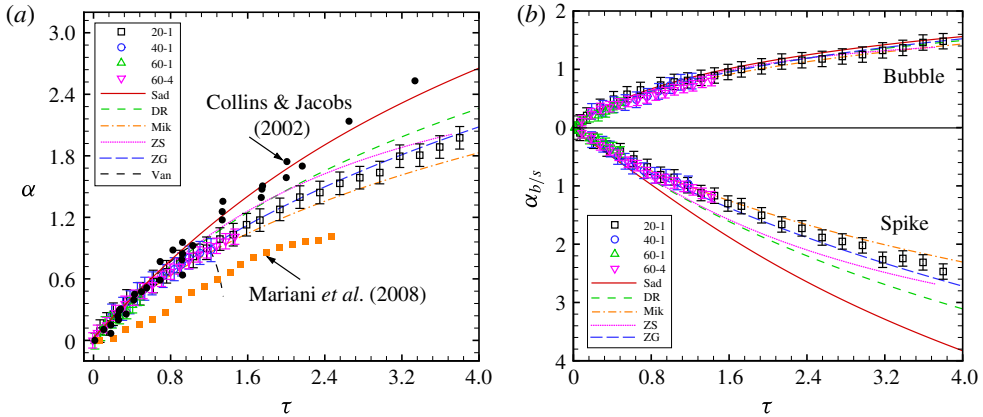 (a)
3.0
2.4
1.8
1.2
0.6
0
α
20-1
40-1
60-1
60-4
Sad
DR
Mik
ZS
ZG
Van
Collins & Jacobs
(2002)
Mariani et al. (2008)
0 0.8 1.6 2.4 3.2 4.0
τ
(b)
2
1
0
1
2
3
4
α_{b/s}
Bubble
Spike
20-1
40-1
60-1
60-4
Sad
DR
Mik
ZS
ZG
0 0.8 1.6 2.4 3.2 4.0
τ